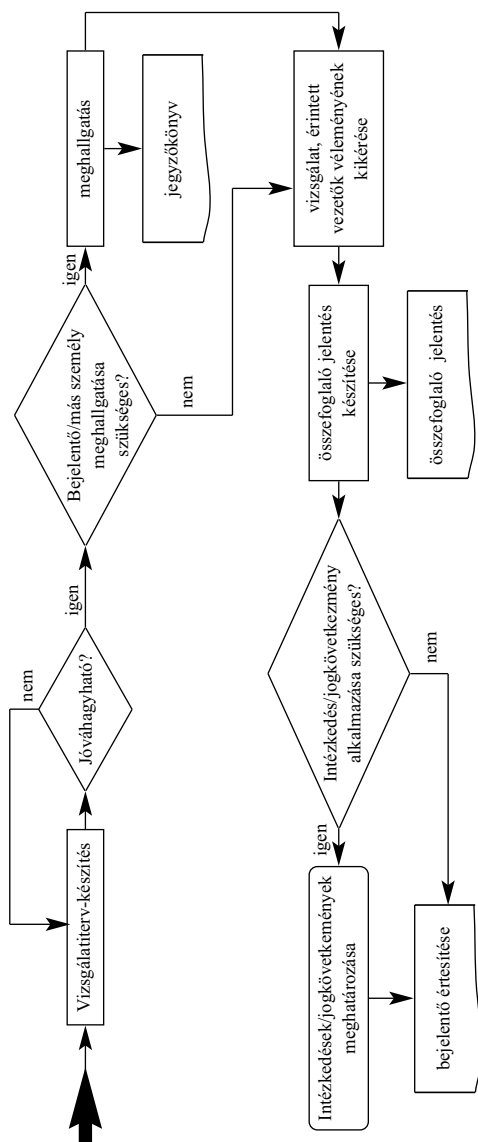 Vizsgálatiterv-készítés
Jóváhagyható?
nem
igen
Bejelentő/más személy
meghallgatása
szükséges?
igen
nem
meghallgatás
jegyzőkönyv
vizsgálat, érintett
vezetők véleményének
kikérése
összefoglaló jelentés
készítése
összefoglaló jelentés
Intézkedés/jogkövetkezmény
alkalmazása szükséges?
igen
nem
Intézkedések/jogkövetkemények
meghatározása
bejelentő értesítése